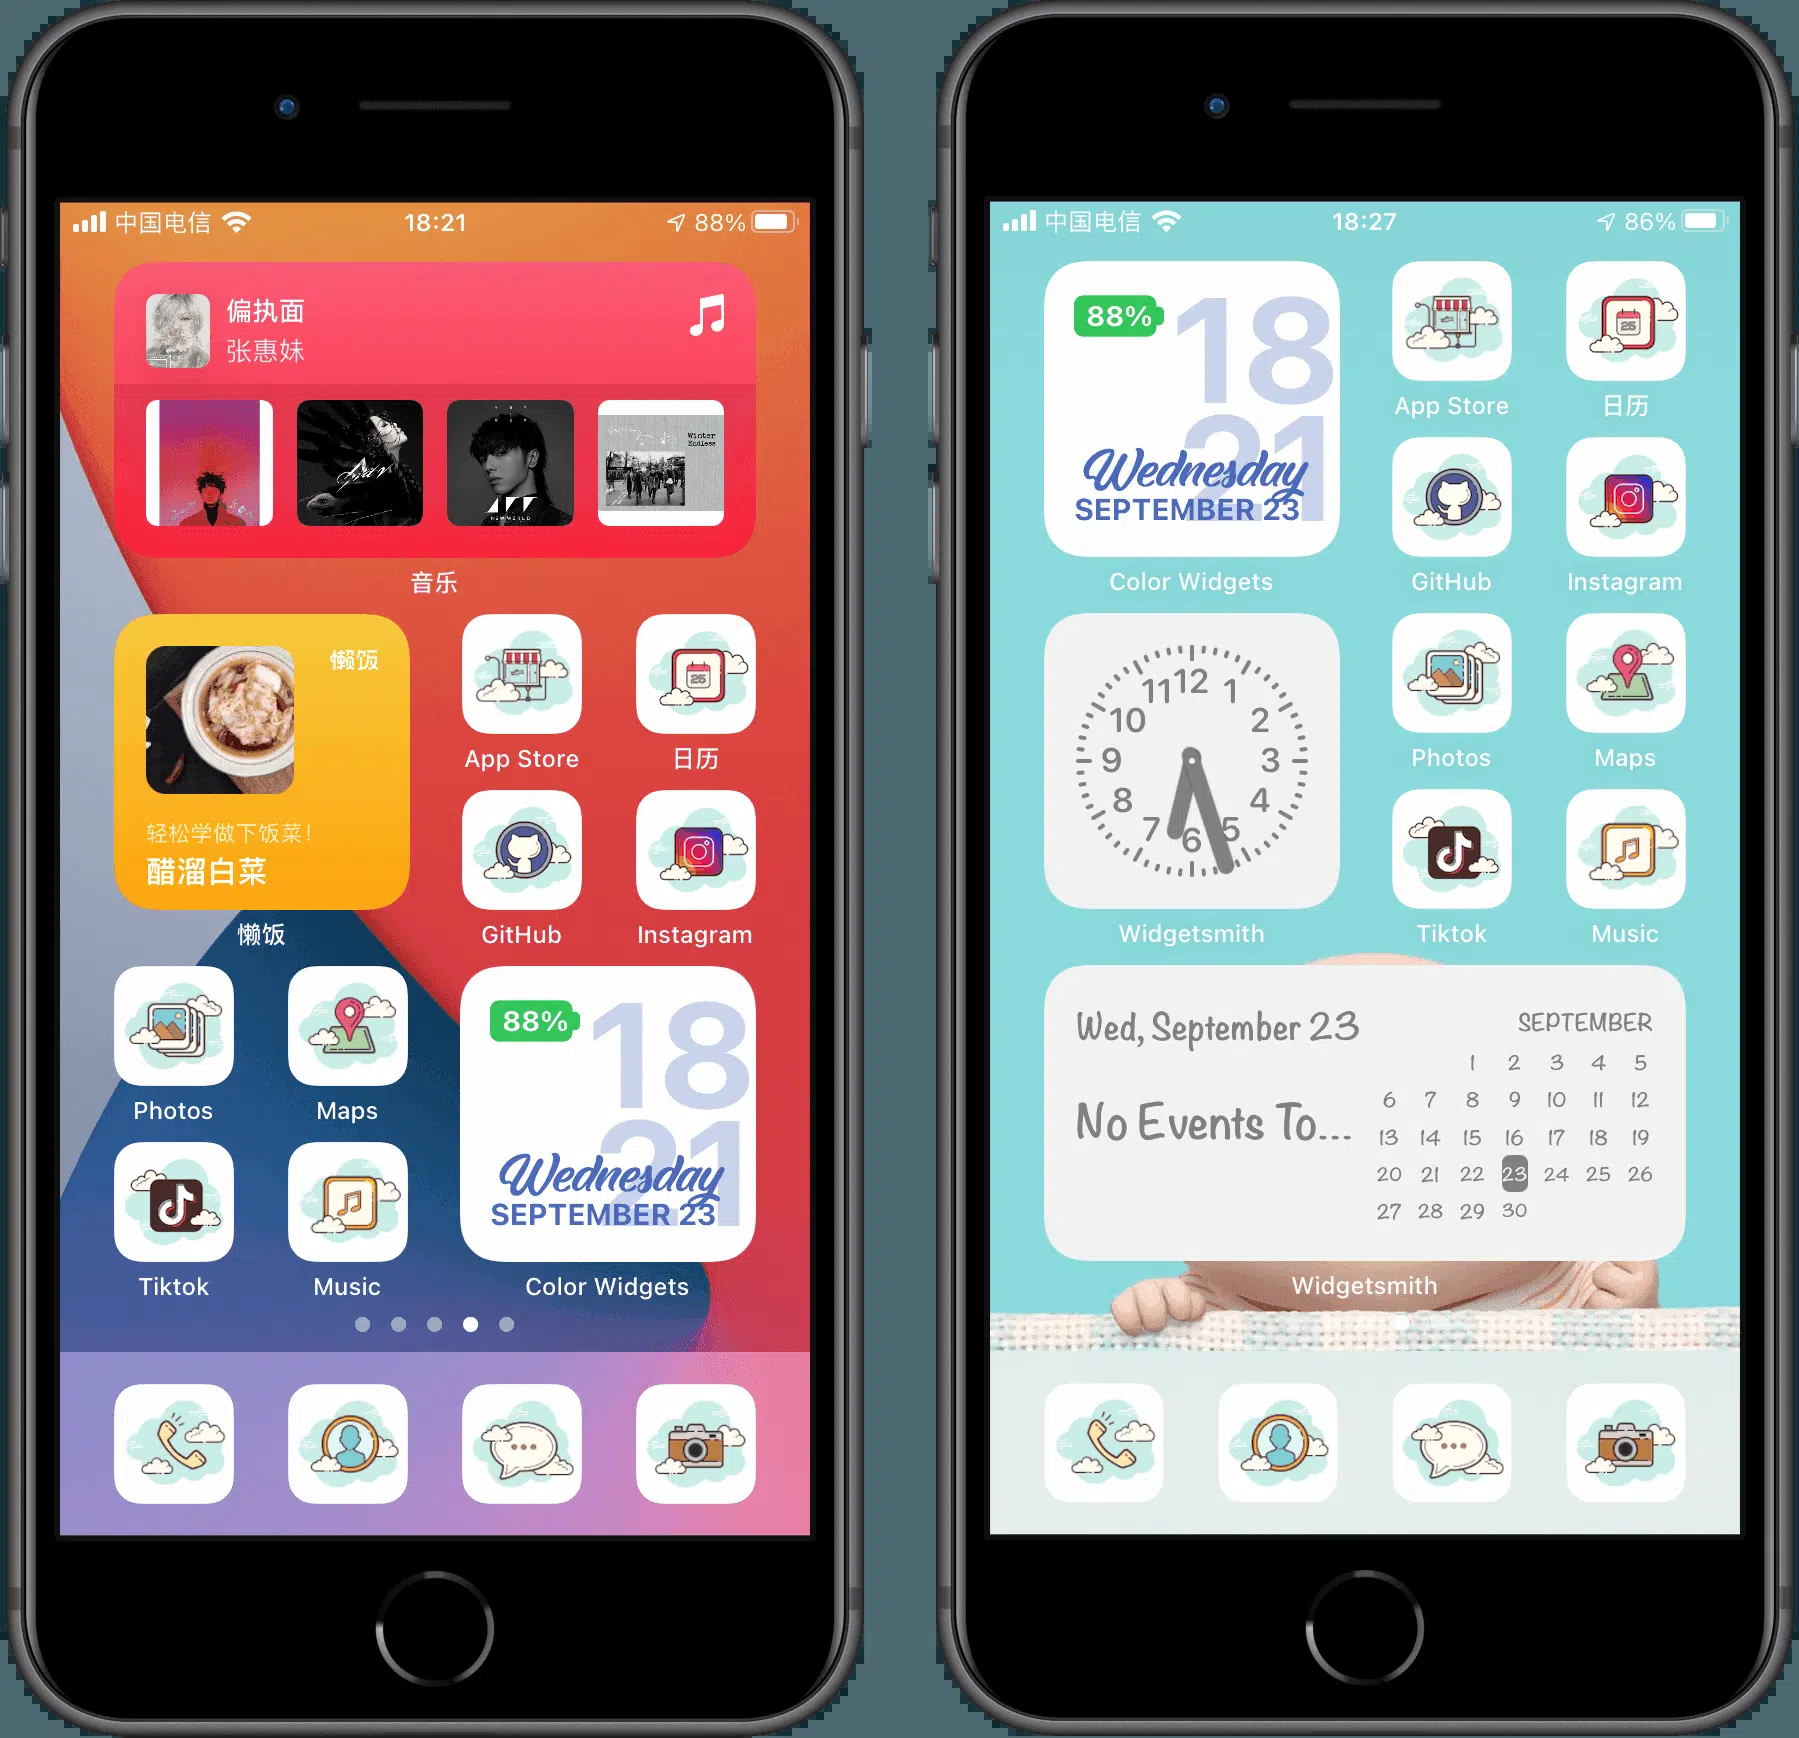 中国电信
18:21
88%
偏执面
张惠妹
Winter
Endless
NEW WORLD
音乐
懒饭
轻松学做下饭菜!
醋溜白菜
懒饭
App Store
25
日历
GitHub
Instagram
Photos
Maps
Tiktok
Music
88%
18
21
Wednesday
SEPTEMBER 23
Color Widgets
中国电信
18:27
86%
88%
18
21
Wednesday
SEPTEMBER 23
Color Widgets
App Store
25
日历
GitHub
Instagram
11 12 1
10 2
9 3
8 4
7 6 5
Widgetsmith
Photos
Maps
Tiktok
Music
Wed, September 23
No Events To...
SEPTEMBER
1 2 3 4 5
6 7 8 9 10 11 12
13 14 15 16 17 18 19
20 21 22 23 24 25 26
27 28 29 30
Widgetsmith